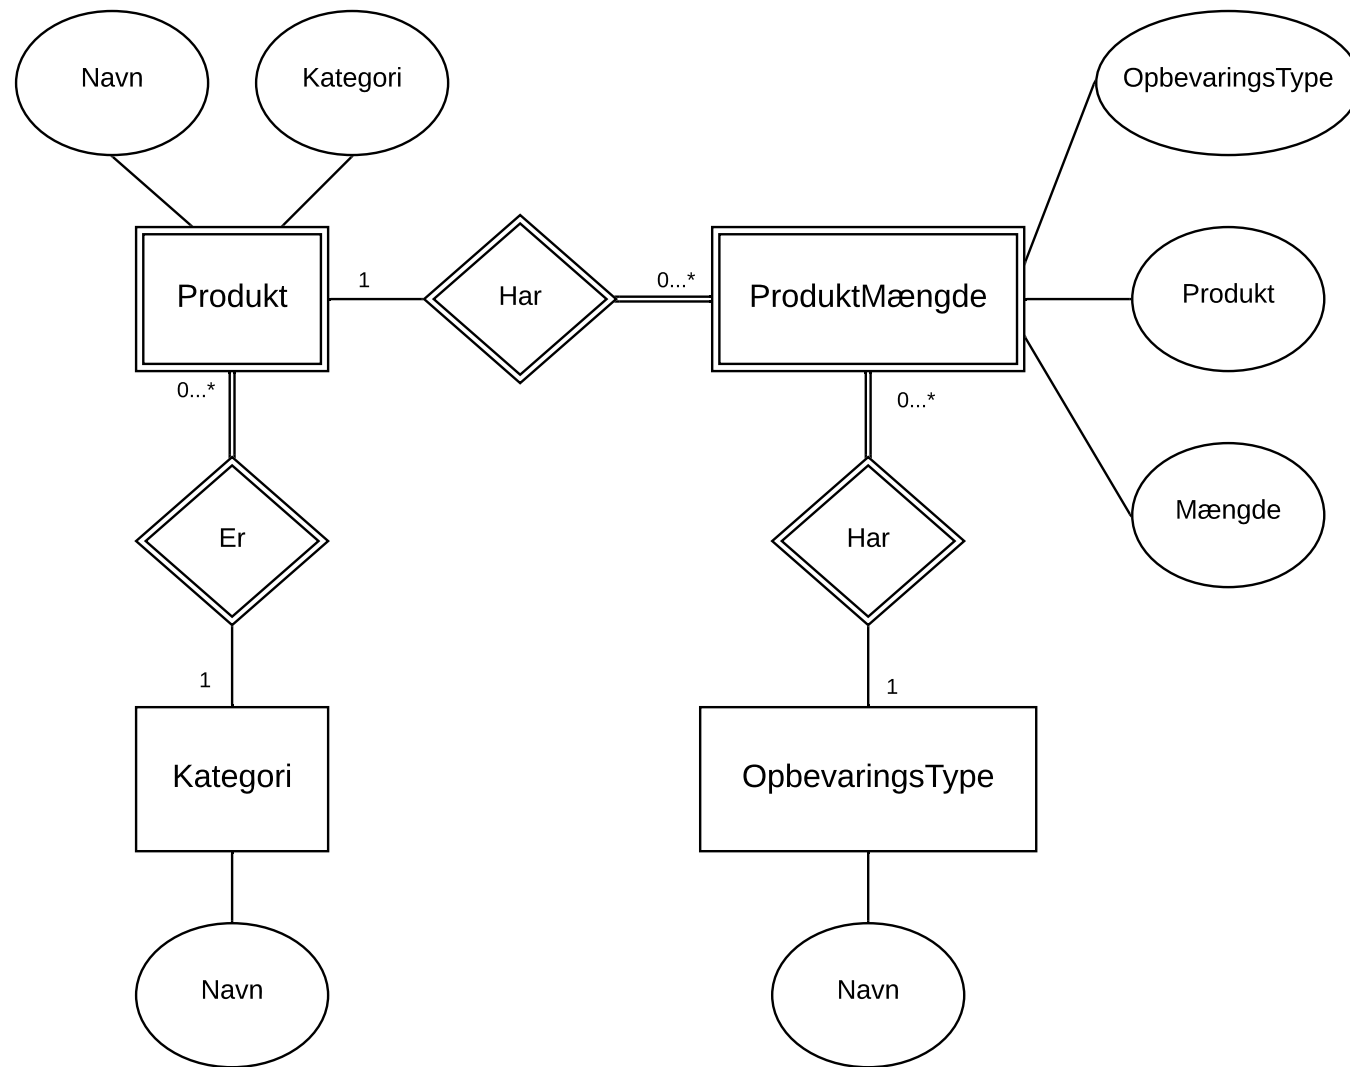 Navn
Kategori
OpbevaringsType
Produkt
1
Har
0...*
ProduktMængde
Produkt
0...*
0...*
Mængde
Er
Har
1
1
Kategori
OpbevaringsType
Navn
Navn